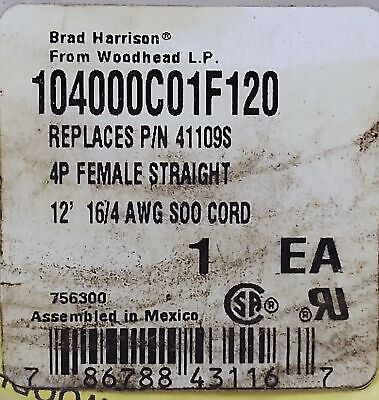 Brad Harrison®
From Woodhead L.P.
104000C01F120
REPLACES P/N 41109S
4P FEMALE STRAIGHT
12' 16/4 AWG SOO CORD
1 EA
756300
Assembled in Mexico
7 86788 43116 7